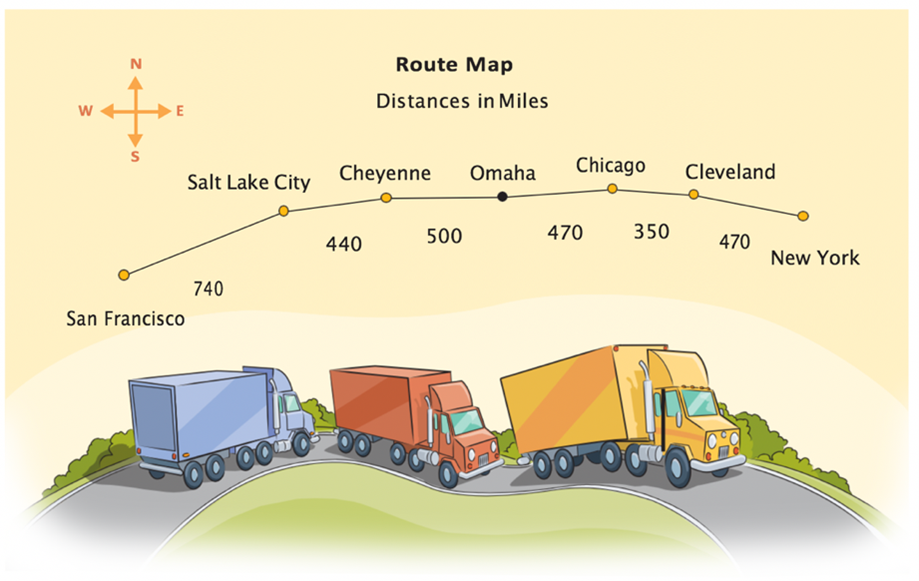 Route Map
Distances in Miles
N
W E
S
Salt Lake City
Cheyenne
Omaha
Chicago
Cleveland
440
500
470
350
470
New York
740
San Francisco